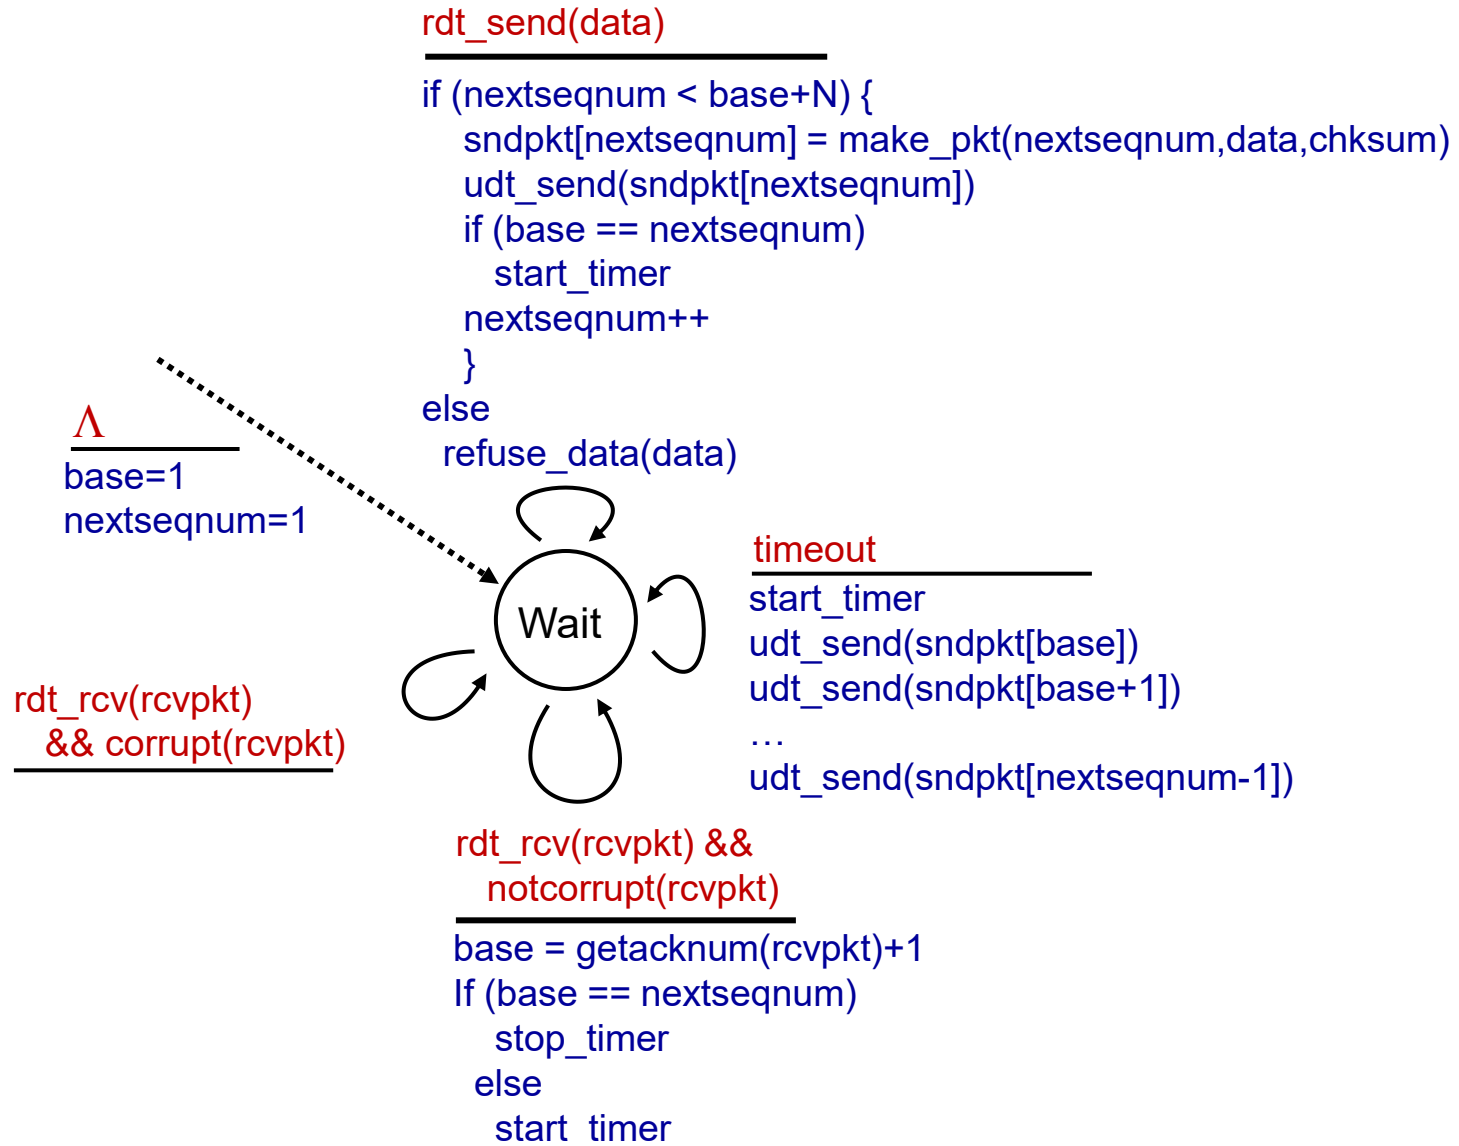 rdt_send(data)
if (nextseqnum < base+N) {
sndpkt[nextseqnum] = make_pkt(nextseqnum,data,chksum)
udt_send(sndpkt[nextseqnum])
if (base == nextseqnum)
start_timer
nextseqnum++
}
else
refuse_data(data)
Λ
base=1
nextseqnum=1
Wait
timeout
start_timer
udt_send(sndpkt[base])
udt_send(sndpkt[base+1])
…
udt_send(sndpkt[nextseqnum-1])
rdt_rcv(rcvpkt)
&& corrupt(rcvpkt)
rdt_rcv(rcvpkt) &&
notcorrupt(rcvpkt)
base = getacknum(rcvpkt)+1
If (base == nextseqnum)
stop_timer
else
start_timer